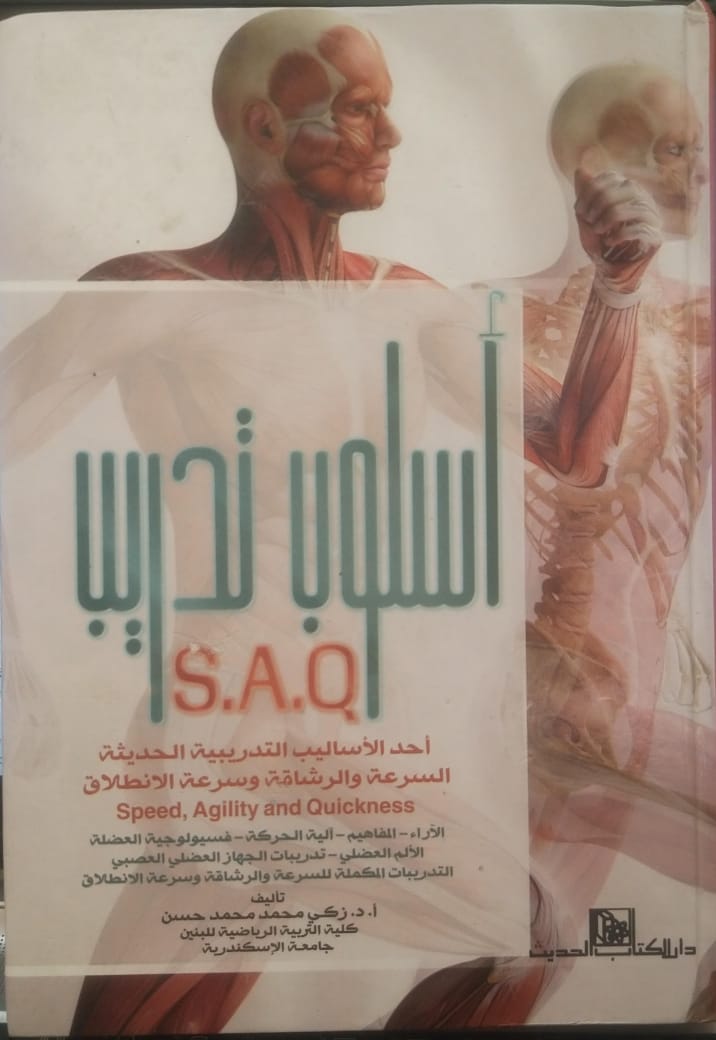 أسلوب تدريب
S.A.Q
أحد الأساليب التدريبية الحديثة
السرعة والرشاقة وسرعة الانطلاق
Speed, Agility and Quickness
الآراء - المفاهيم - آلية الحركة - فسيولوجية العضلة
الألم العضلي - تدريبات الجهاز العضلي العصبي
التدريبات المكملة للسرعة والرشاقة وسرعة الانطلاق
تأليف
أ.د. زكي محمد محمد حسن
كلية التربية الرياضية للبنين
جامعة الإسكندرية
دار الكتاب الحديث